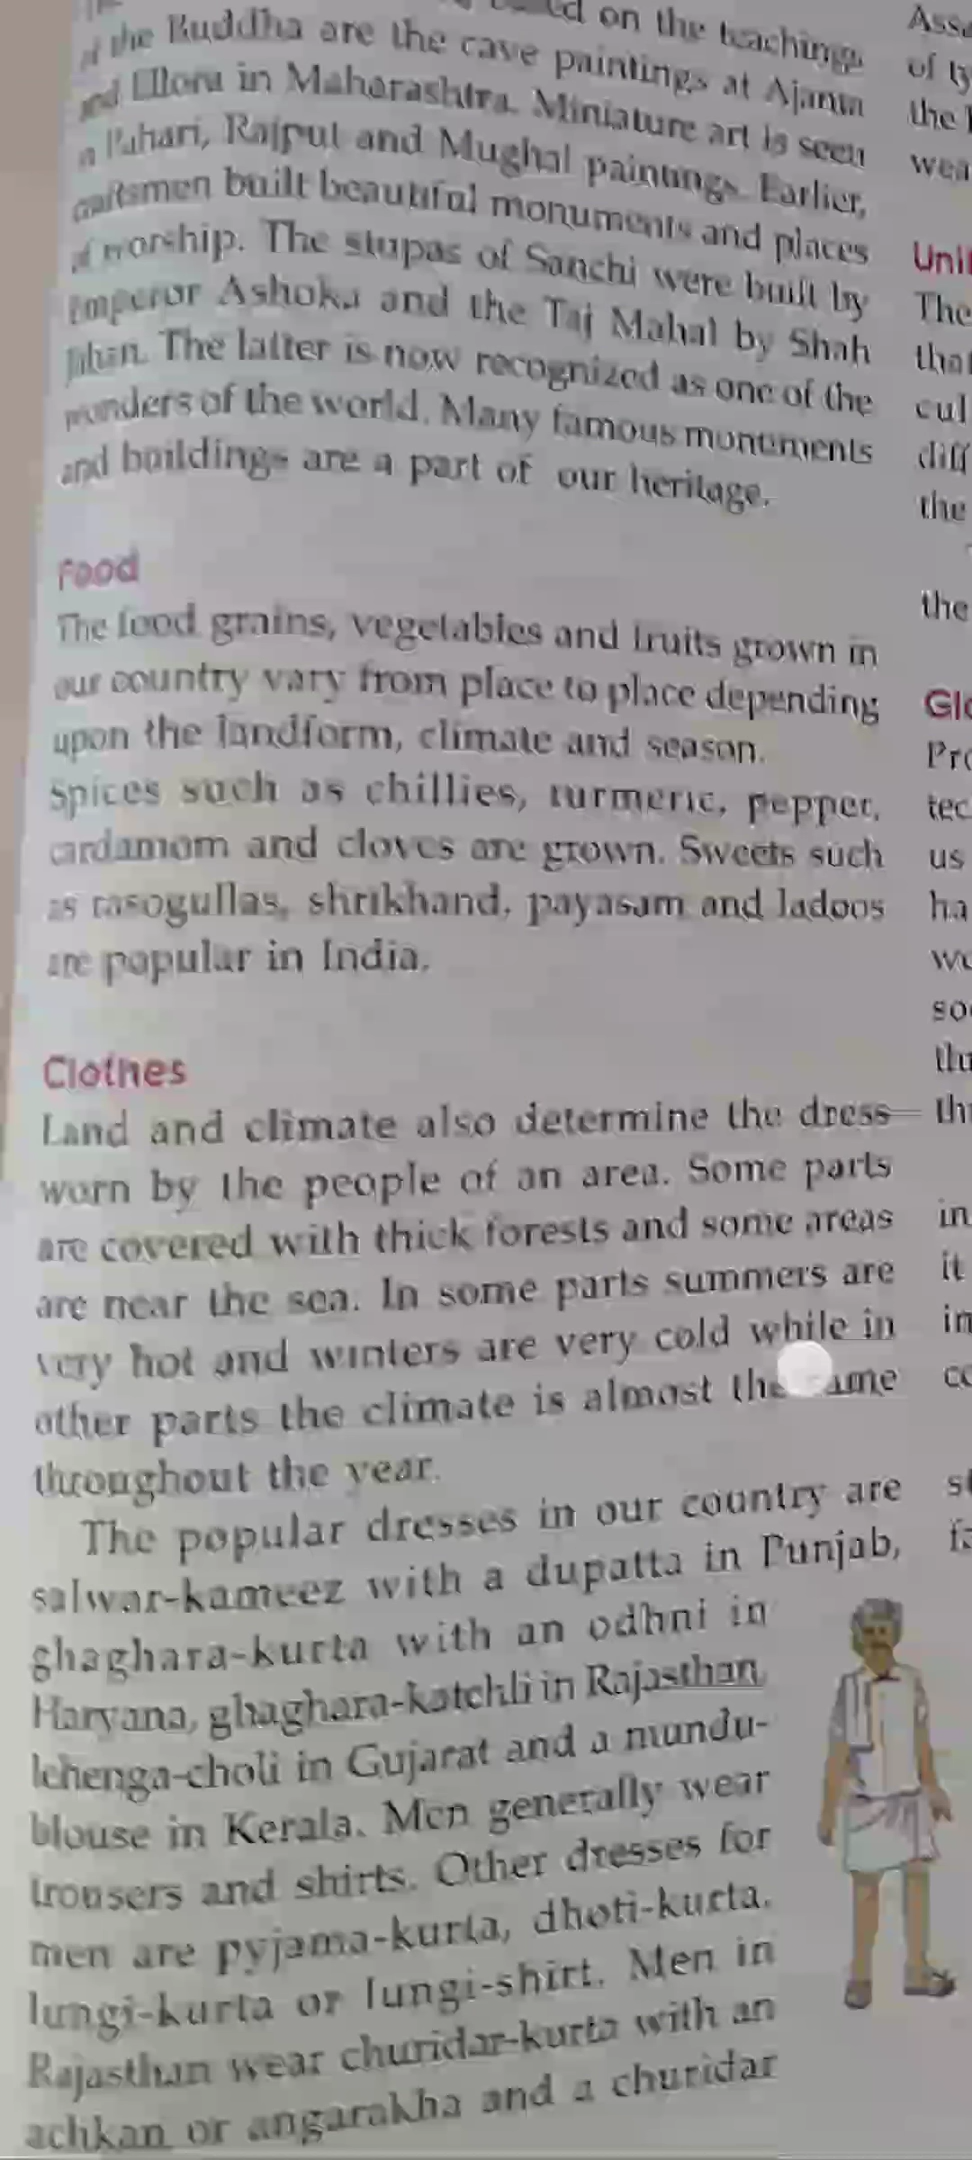 on the teachings
the Buddha are the cave paintings at Ajanta
and Ellora in Maharashtra. Miniature art is seen
Pahari, Rajput and Mughal paintings. Earlier,
craftsmen built beautiful monuments and places
of worship. The stupas of Sanchi were built by
Emperor Ashoka and the Taj Mahal by Shah
Jahan. The latter is now recognized as one of the
wonders of the world. Many famous monuments
and buildings are a part of our heritage.
Food
The food grains, vegetables and fruits grown in
our country vary from place to place depending
upon the landform, climate and season.
Spices such as chillies, turmeric, pepper,
cardamom and cloves are grown. Sweets such
as rasogullas, shrikhand, payasam and ladoos
are popular in India.
Clothes
Land and climate also determine the dress
worn by the people of an area. Some parts
are covered with thick forests and some areas
are near the sea. In some parts summers are
very hot and winters are very cold while in
other parts the climate is almost the
throughout the year.
The popular dresses in our country are
salwar-kameez with a dupatta in Punjab,
ghaghara-kurta with an odhni in
Haryana, ghaghara-katchli in Rajasthan,
lehenga-choli in Gujarat and a mundu-
blouse in Kerala. Men generally wear
trousers and shirts. Other dresses for
men are pyjama-kurta, dhoti-kurta,
lungi-kurta or lungi-shirt. Men in
Rajasthan wear churidar-kurta with an
achkan or angarakha and a churidar
of
the
The
the
the
us
in
it